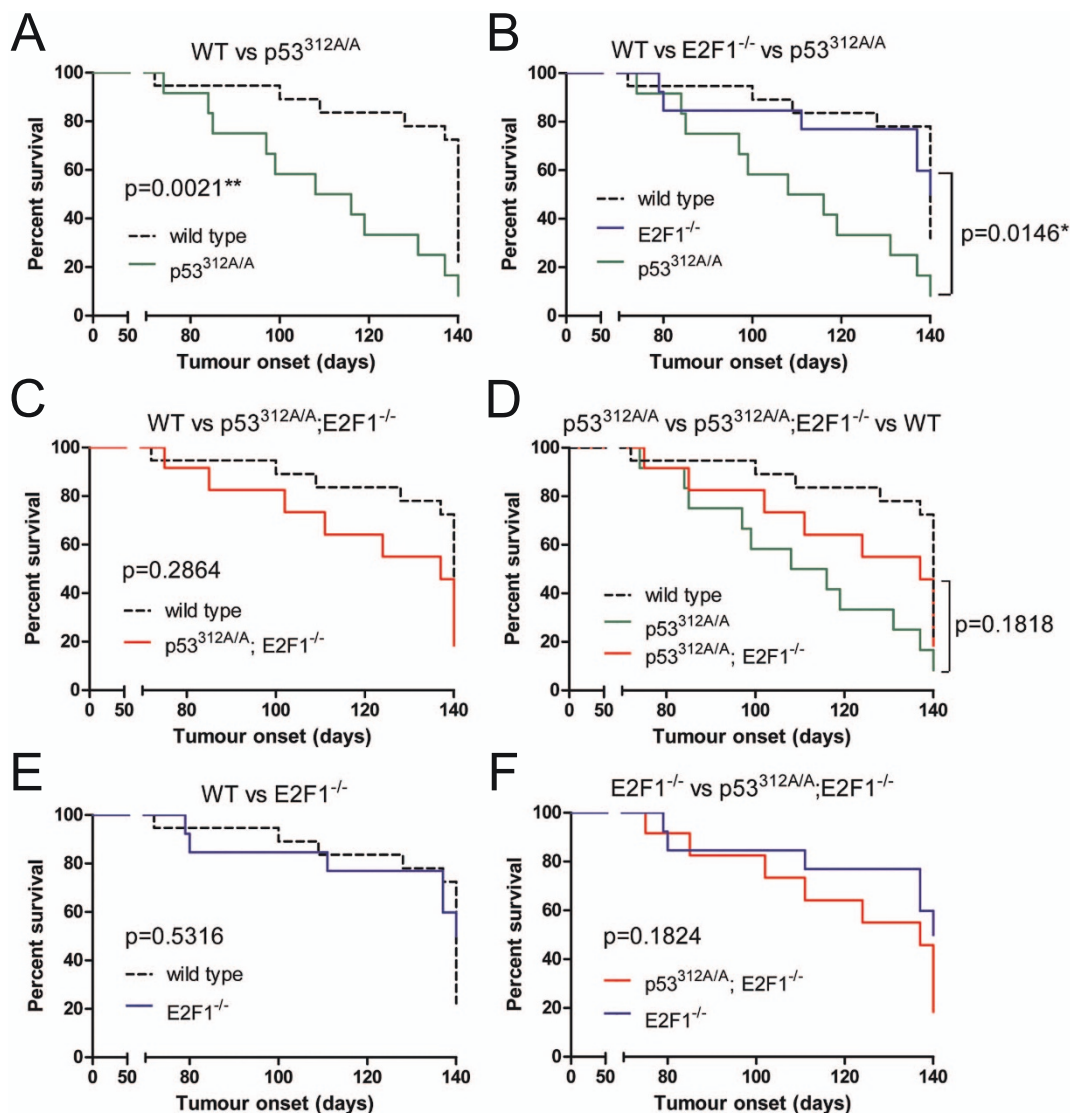 A
WT vs p53³¹²ᴬ/ᴬ
100
80
60
40
20
0
Percent survival
p=0.0021**
wild type
p53³¹²ᴬ/ᴬ
0 50 80 100 120 140
Tumour onset (days)
B
WT vs E2F1⁻/⁻ vs p53³¹²ᴬ/ᴬ
100
80
60
40
20
0
Percent survival
wild type
E2F1⁻/⁻
p53³¹²ᴬ/ᴬ
p=0.0146*
0 50 80 100 120 140
Tumour onset (days)
C
WT vs p53³¹²ᴬ/ᴬ;E2F1⁻/⁻
100
80
60
40
20
0
Percent survival
p=0.2864
wild type
p53³¹²ᴬ/ᴬ; E2F1⁻/⁻
0 50 80 100 120 140
Tumour onset (days)
D
p53³¹²ᴬ/ᴬ vs p53³¹²ᴬ/ᴬ;E2F1⁻/⁻ vs WT
100
80
60
40
20
0
Percent survival
wild type
p53³¹²ᴬ/ᴬ
p53³¹²ᴬ/ᴬ; E2F1⁻/⁻
p=0.1818
0 50 80 100 120 140
Tumour onset (days)
E
WT vs E2F1⁻/⁻
100
80
60
40
20
0
Percent survival
p=0.5316
wild type
E2F1⁻/⁻
0 50 80 100 120 140
Tumour onset (days)
F
E2F1⁻/⁻ vs p53³¹²ᴬ/ᴬ;E2F1⁻/⁻
100
80
60
40
20
0
Percent survival
p=0.1824
p53³¹²ᴬ/ᴬ; E2F1⁻/⁻
E2F1⁻/⁻
0 50 80 100 120 140
Tumour onset (days)